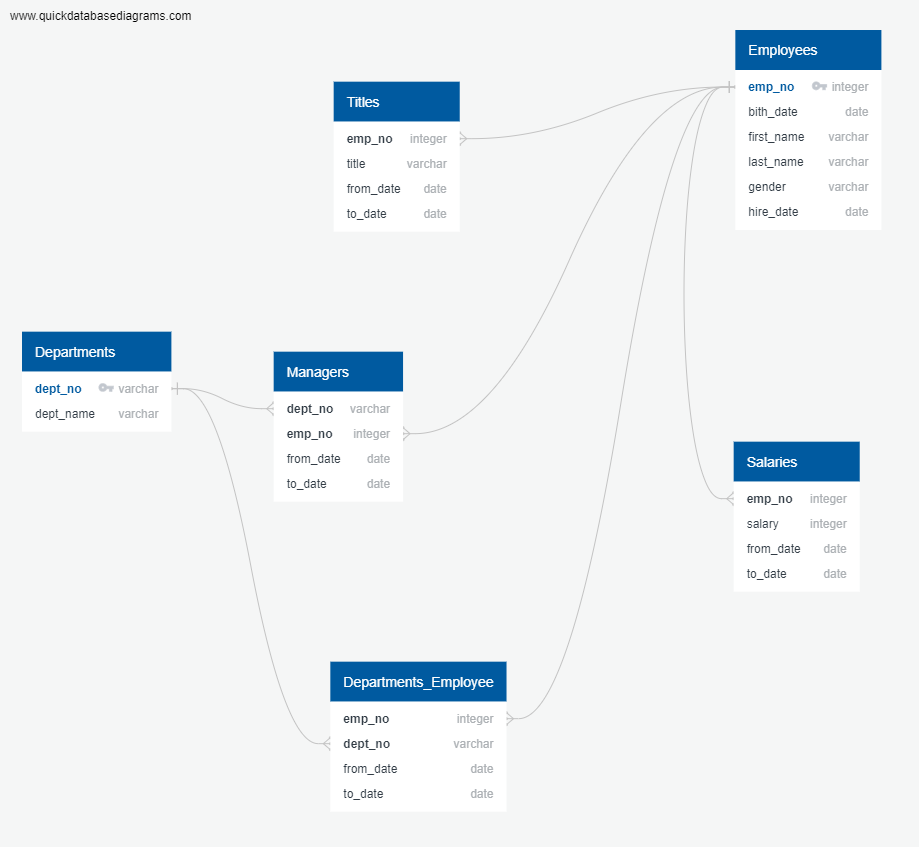 www.quickdatabasediagrams.com
Employees
emp_no integer
bith_date date
first_name varchar
last_name varchar
gender varchar
hire_date date
Titles
emp_no integer
title varchar
from_date date
to_date date
Departments
dept_no varchar
dept_name varchar
Managers
dept_no varchar
emp_no integer
from_date date
to_date date
Salaries
emp_no integer
salary integer
from_date date
to_date date
Departments_Employee
emp_no integer
dept_no varchar
from_date date
to_date date